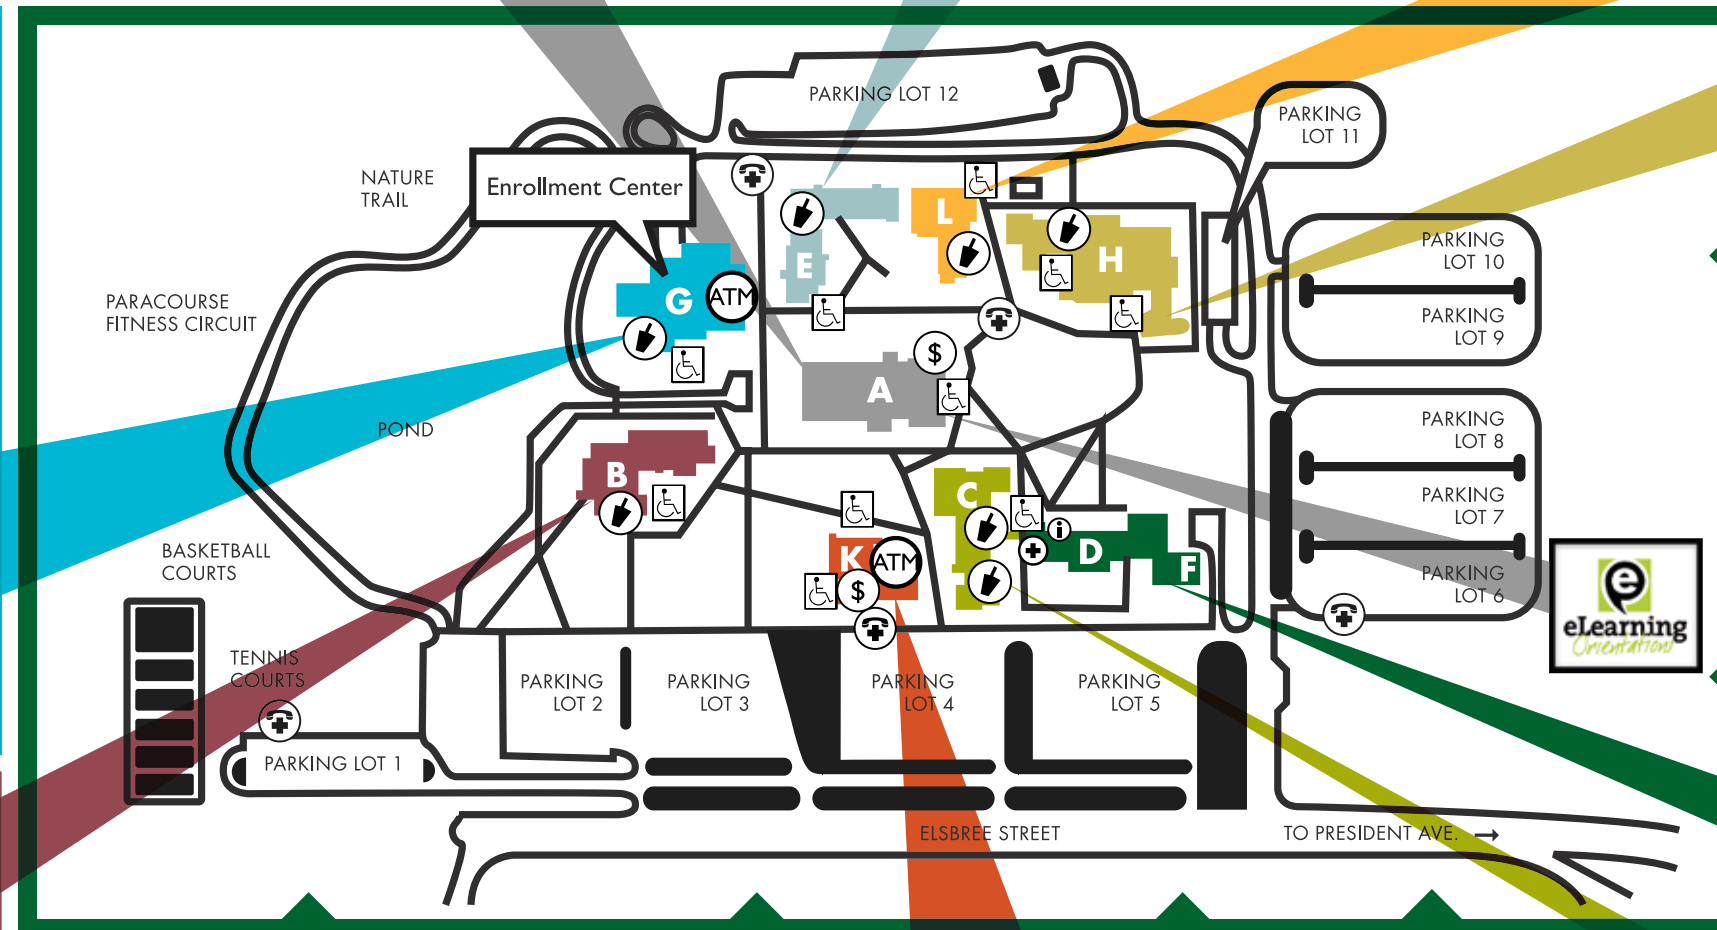 PARKING LOT 12
PARKING
LOT 11
NATURE
TRAIL
Enrollment Center
L
PARKING
LOT 10
E
H
G
ATM
PARACOURSE
FITNESS CIRCUIT
PARKING
LOT 9
$
A
POND
PARKING
LOT 8
B
C
PARKING
LOT 7
i
D
K
ATM
F
BASKETBALL
COURTS
$
PARKING
LOT 6
e
eLearning
Orientations
TENNIS
COURTS
PARKING
LOT 2
PARKING
LOT 3
PARKING
LOT 4
PARKING
LOT 5
PARKING LOT 1
ELSBREE STREET
TO PRESIDENT AVE. →